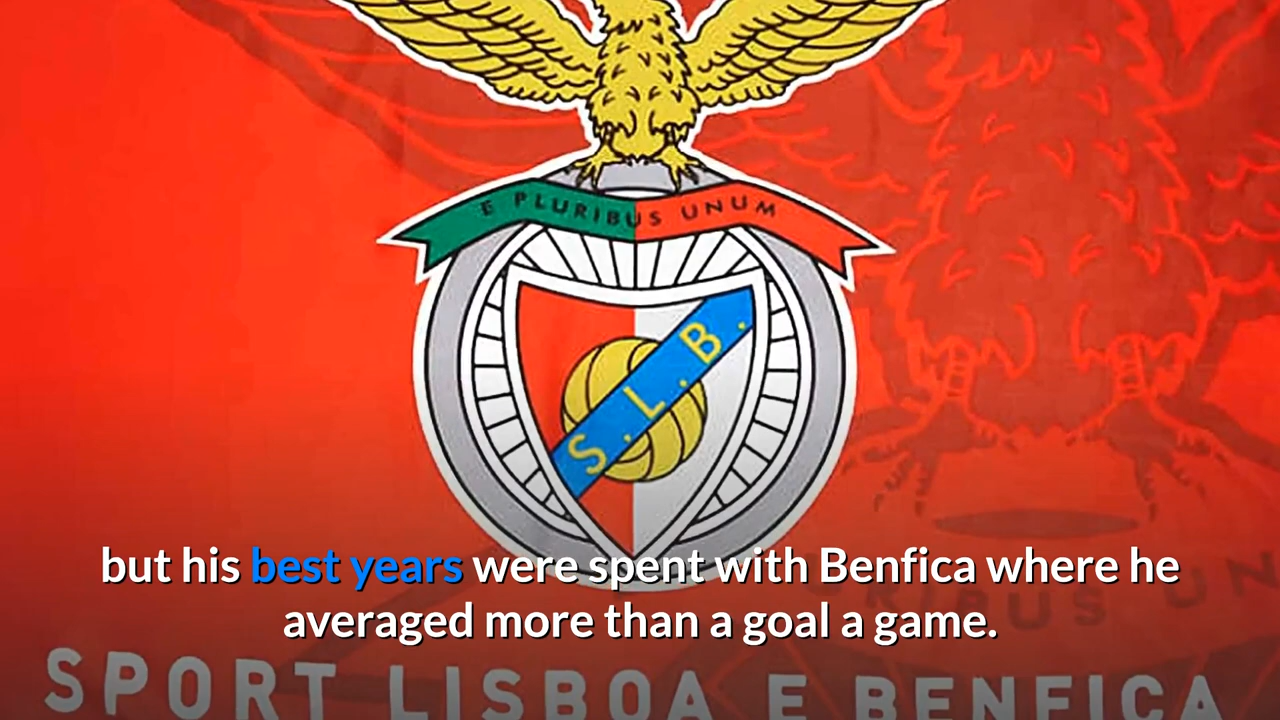 E PLURIBUS UNUM
S.L.B.
but his best years were spent with Benfica where he
averaged more than a goal a game.
SPORT LISBOA E BENFICA